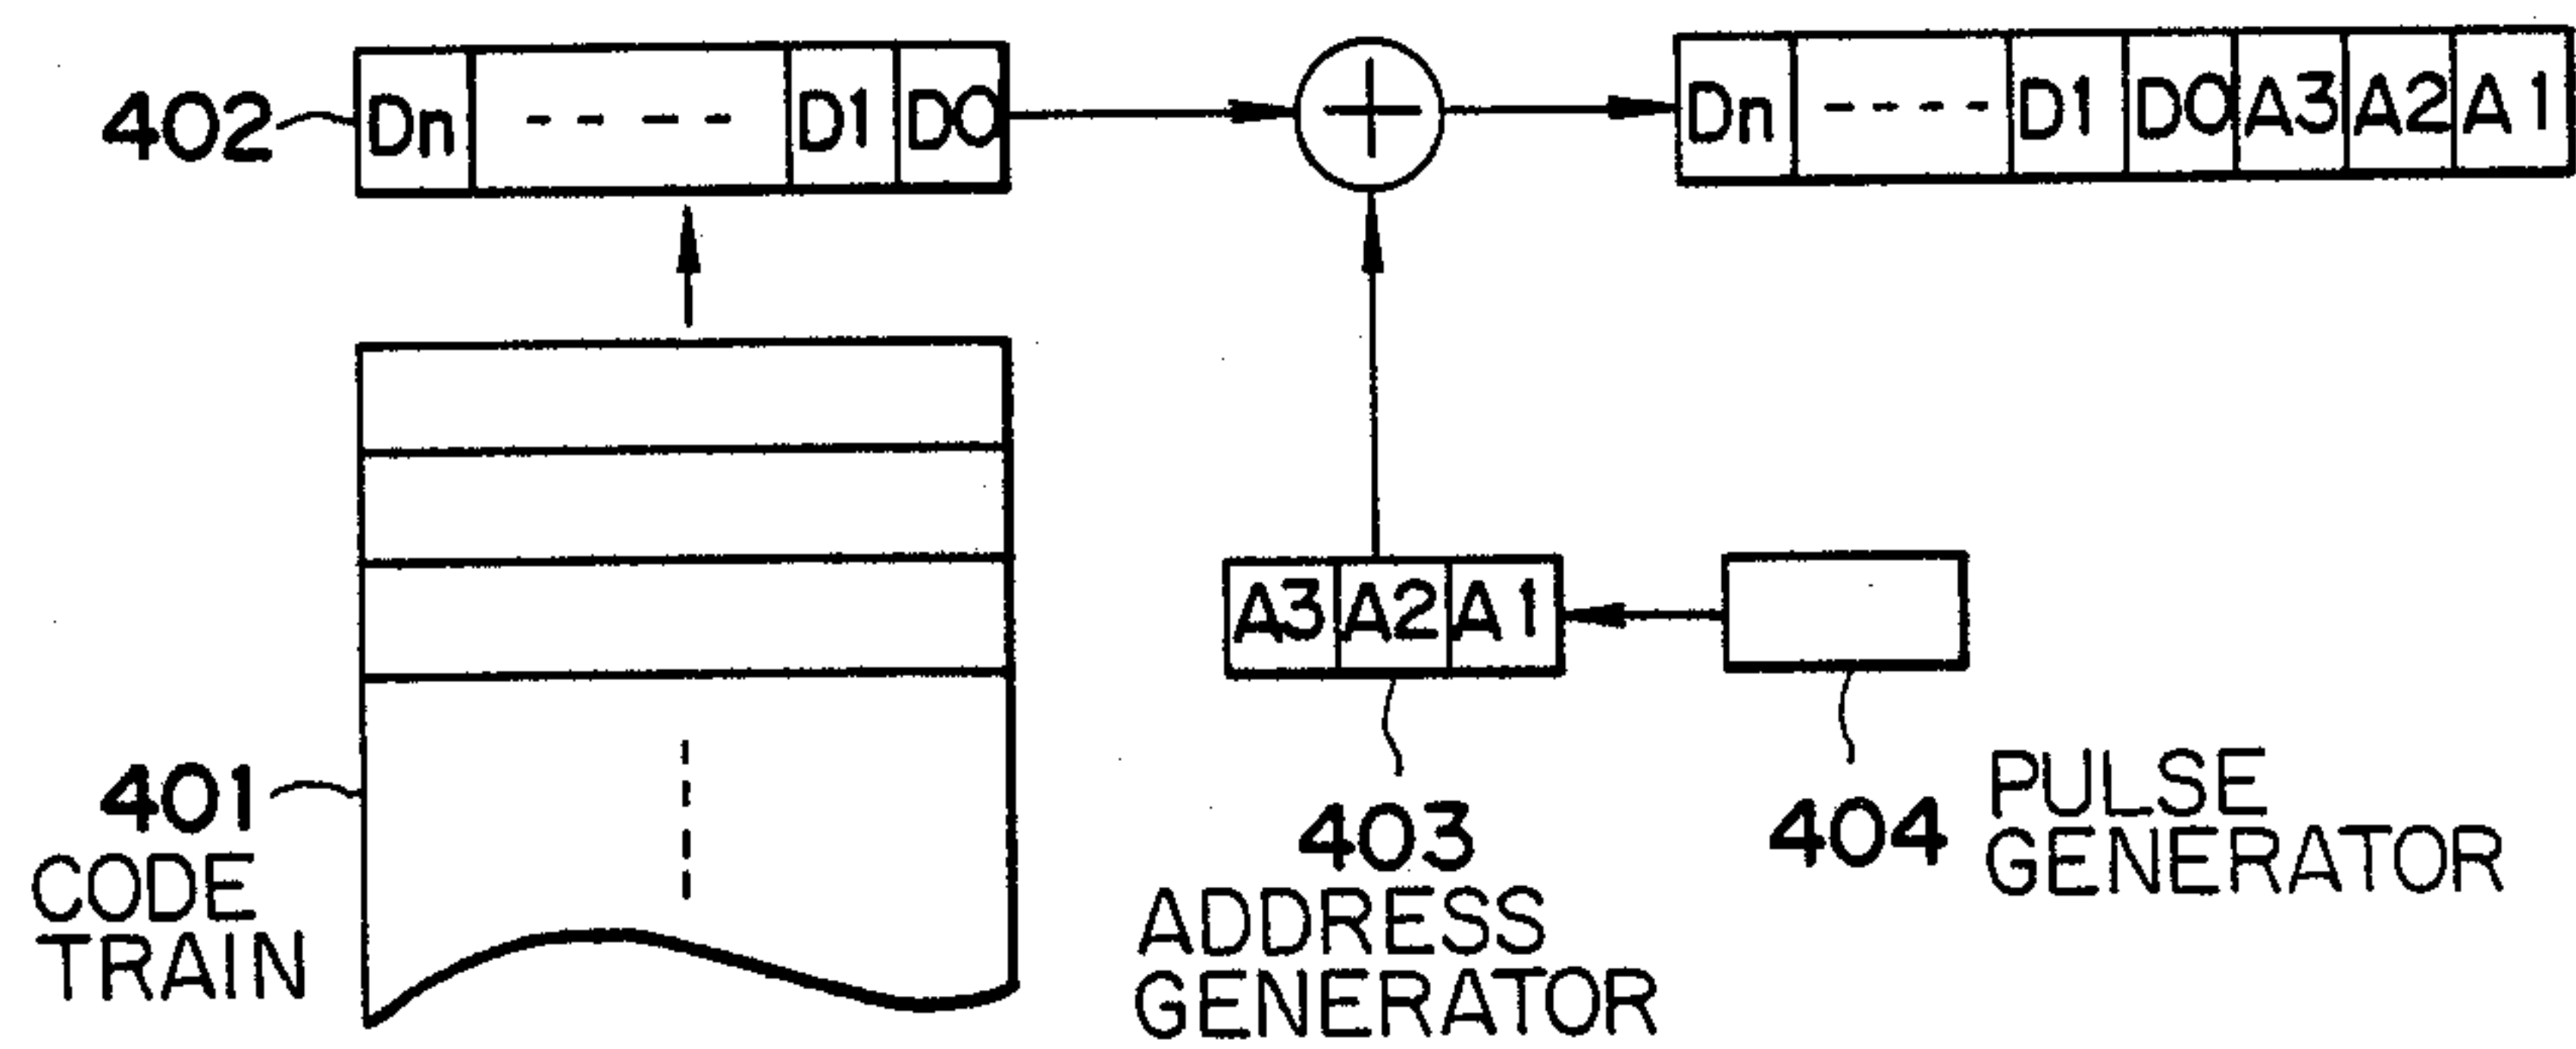 402 Dn ---- D1 D0 + Dn ---- D1 D0 A3 A2 A1
A3 A2 A1
401
CODE
TRAIN
403
ADDRESS
GENERATOR
404
PULSE
GENERATOR